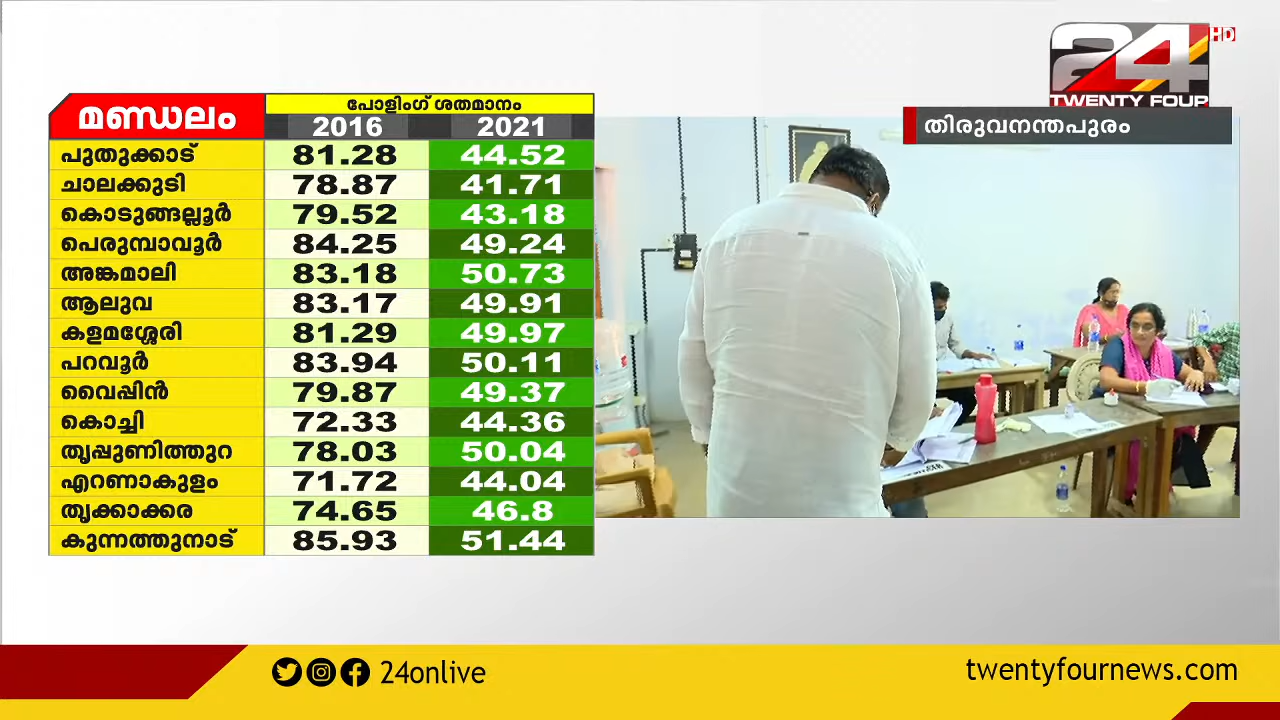 24 HD
TWENTY FOUR
തിരുവനന്തപുരം
മണ്ഡലം പോളിംഗ് ശതമാനം
2016 2021
പുതുക്കാട് 81.28 44.52
ചാലക്കുടി 78.87 41.71
കൊടുങ്ങല്ലൂർ 79.52 43.18
പെരുമ്പാവൂർ 84.25 49.24
അങ്കമാലി 83.18 50.73
ആലുവ 83.17 49.91
കളമശ്ശേരി 81.29 49.97
പറവൂർ 83.94 50.11
വൈപ്പിൻ 79.87 49.37
കൊച്ചി 72.33 44.36
തൃപ്പുണിത്തുറ 78.03 50.04
എറണാകുളം 71.72 44.04
തൃക്കാക്കര 74.65 46.8
കുന്നത്തുനാട് 85.93 51.44
24onlive
twentyfournews.com